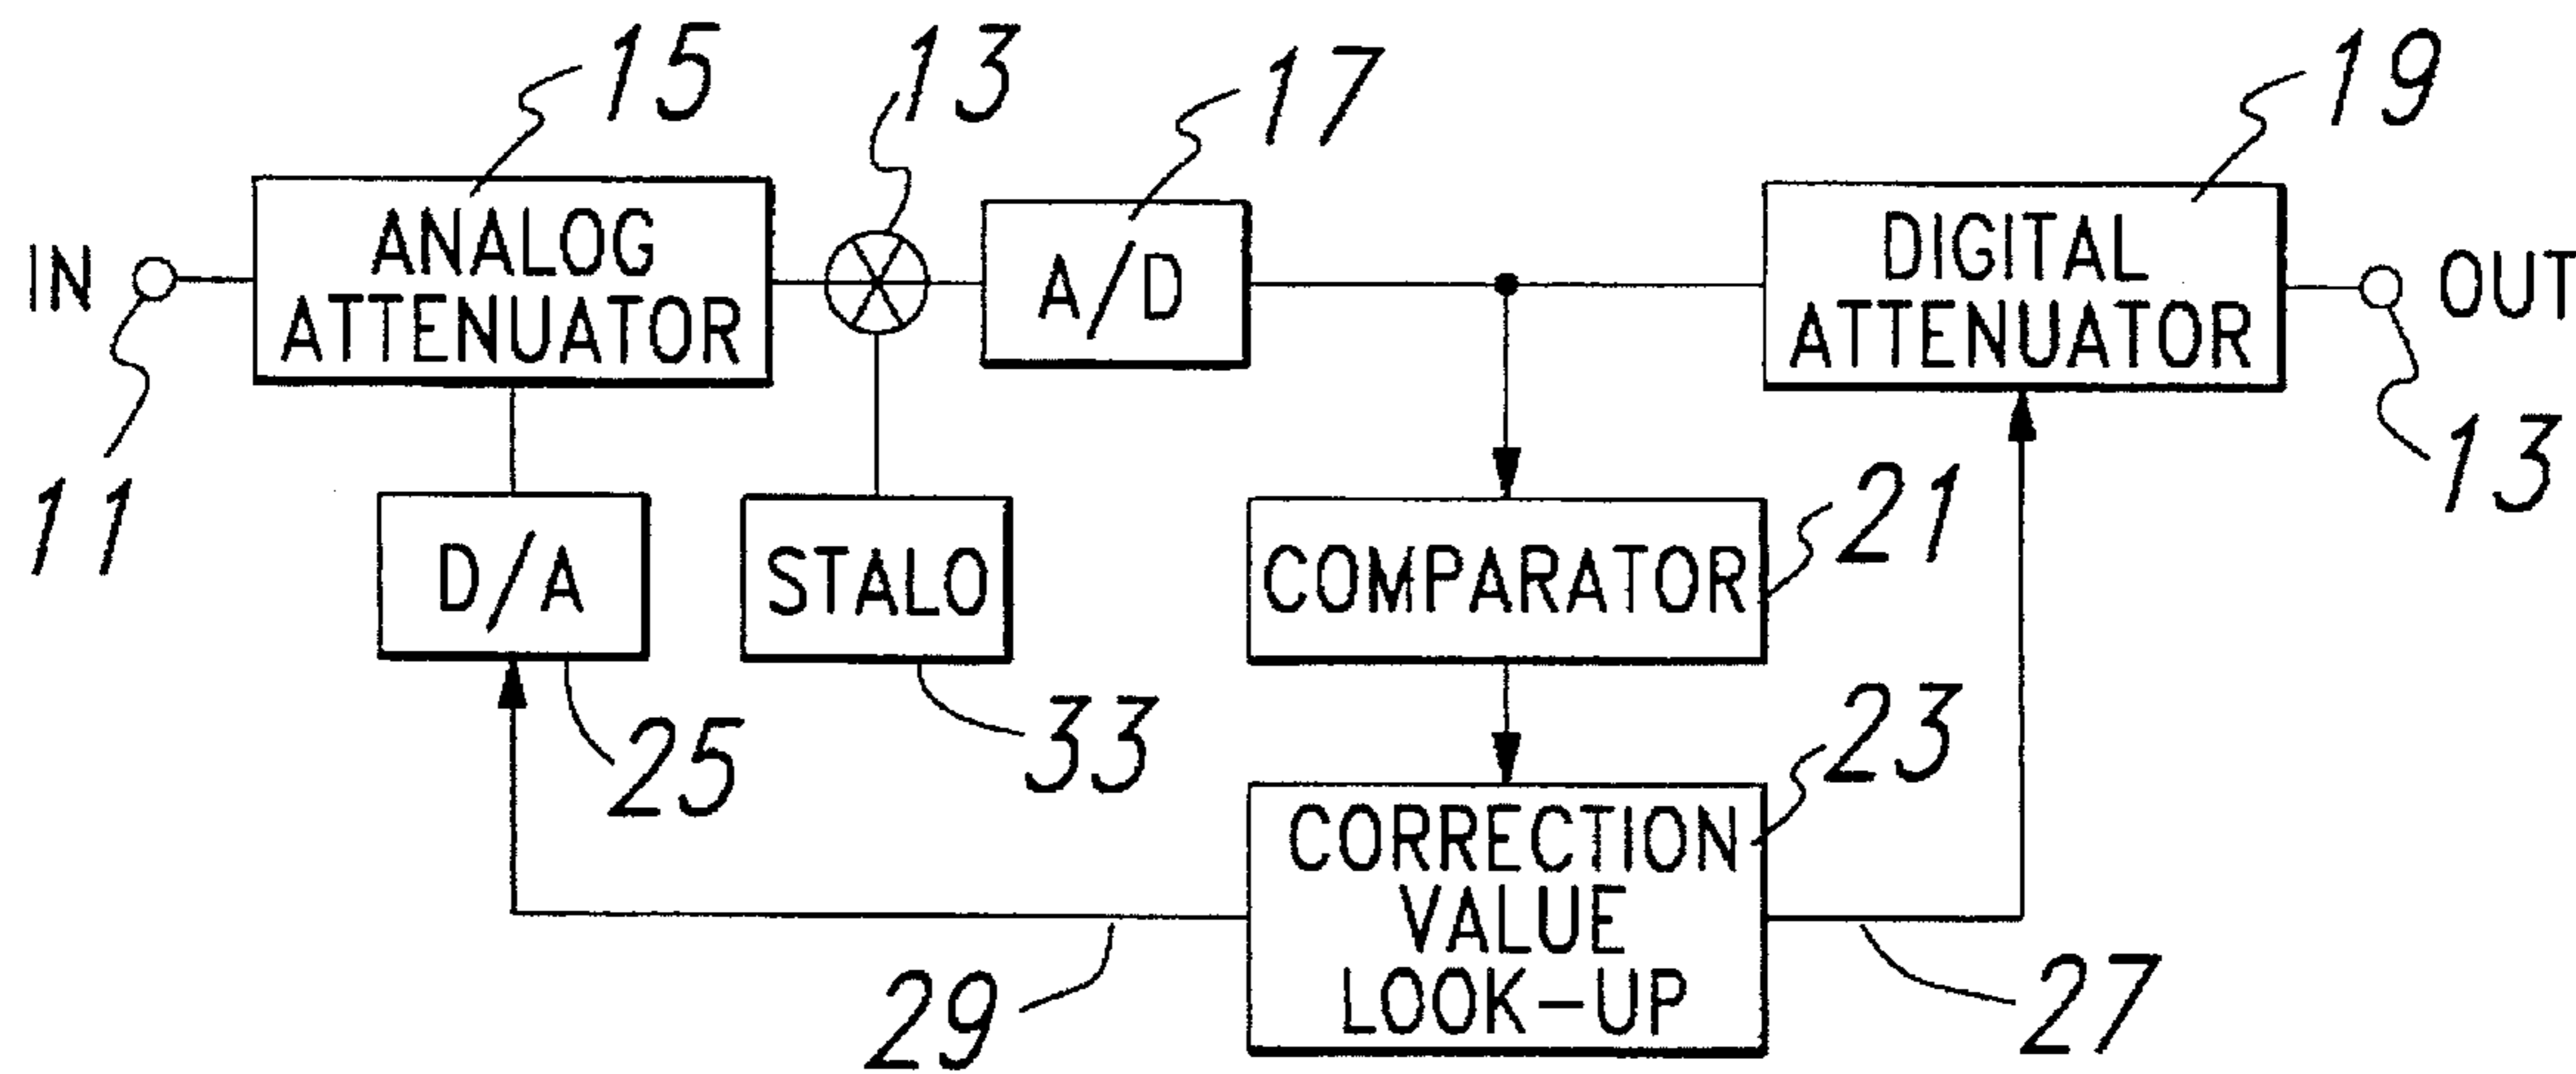 15
13
17
19
IN
ANALOG
ATTENUATOR
A/D
DIGITAL
ATTENUATOR
OUT
11
13
D/A
STALO
COMPARATOR
21
25
33
23
CORRECTION
VALUE
LOOK-UP
29
27